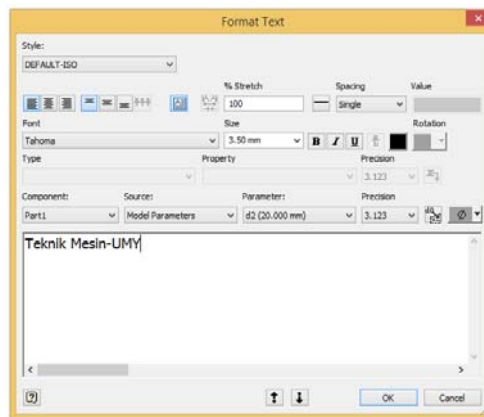 Format Text
Style:
DEFAULT-ISO
% Stretch Spacing Value
100 Single
Font Size Rotation
Tahoma 3.50 mm B I U
Type Property Precision
3.123
Component: Source: Parameter: Precision
Part1 Model Parameters d2 (20.000 mm) 3.123
Teknik Mesin-UMY
OK Cancel